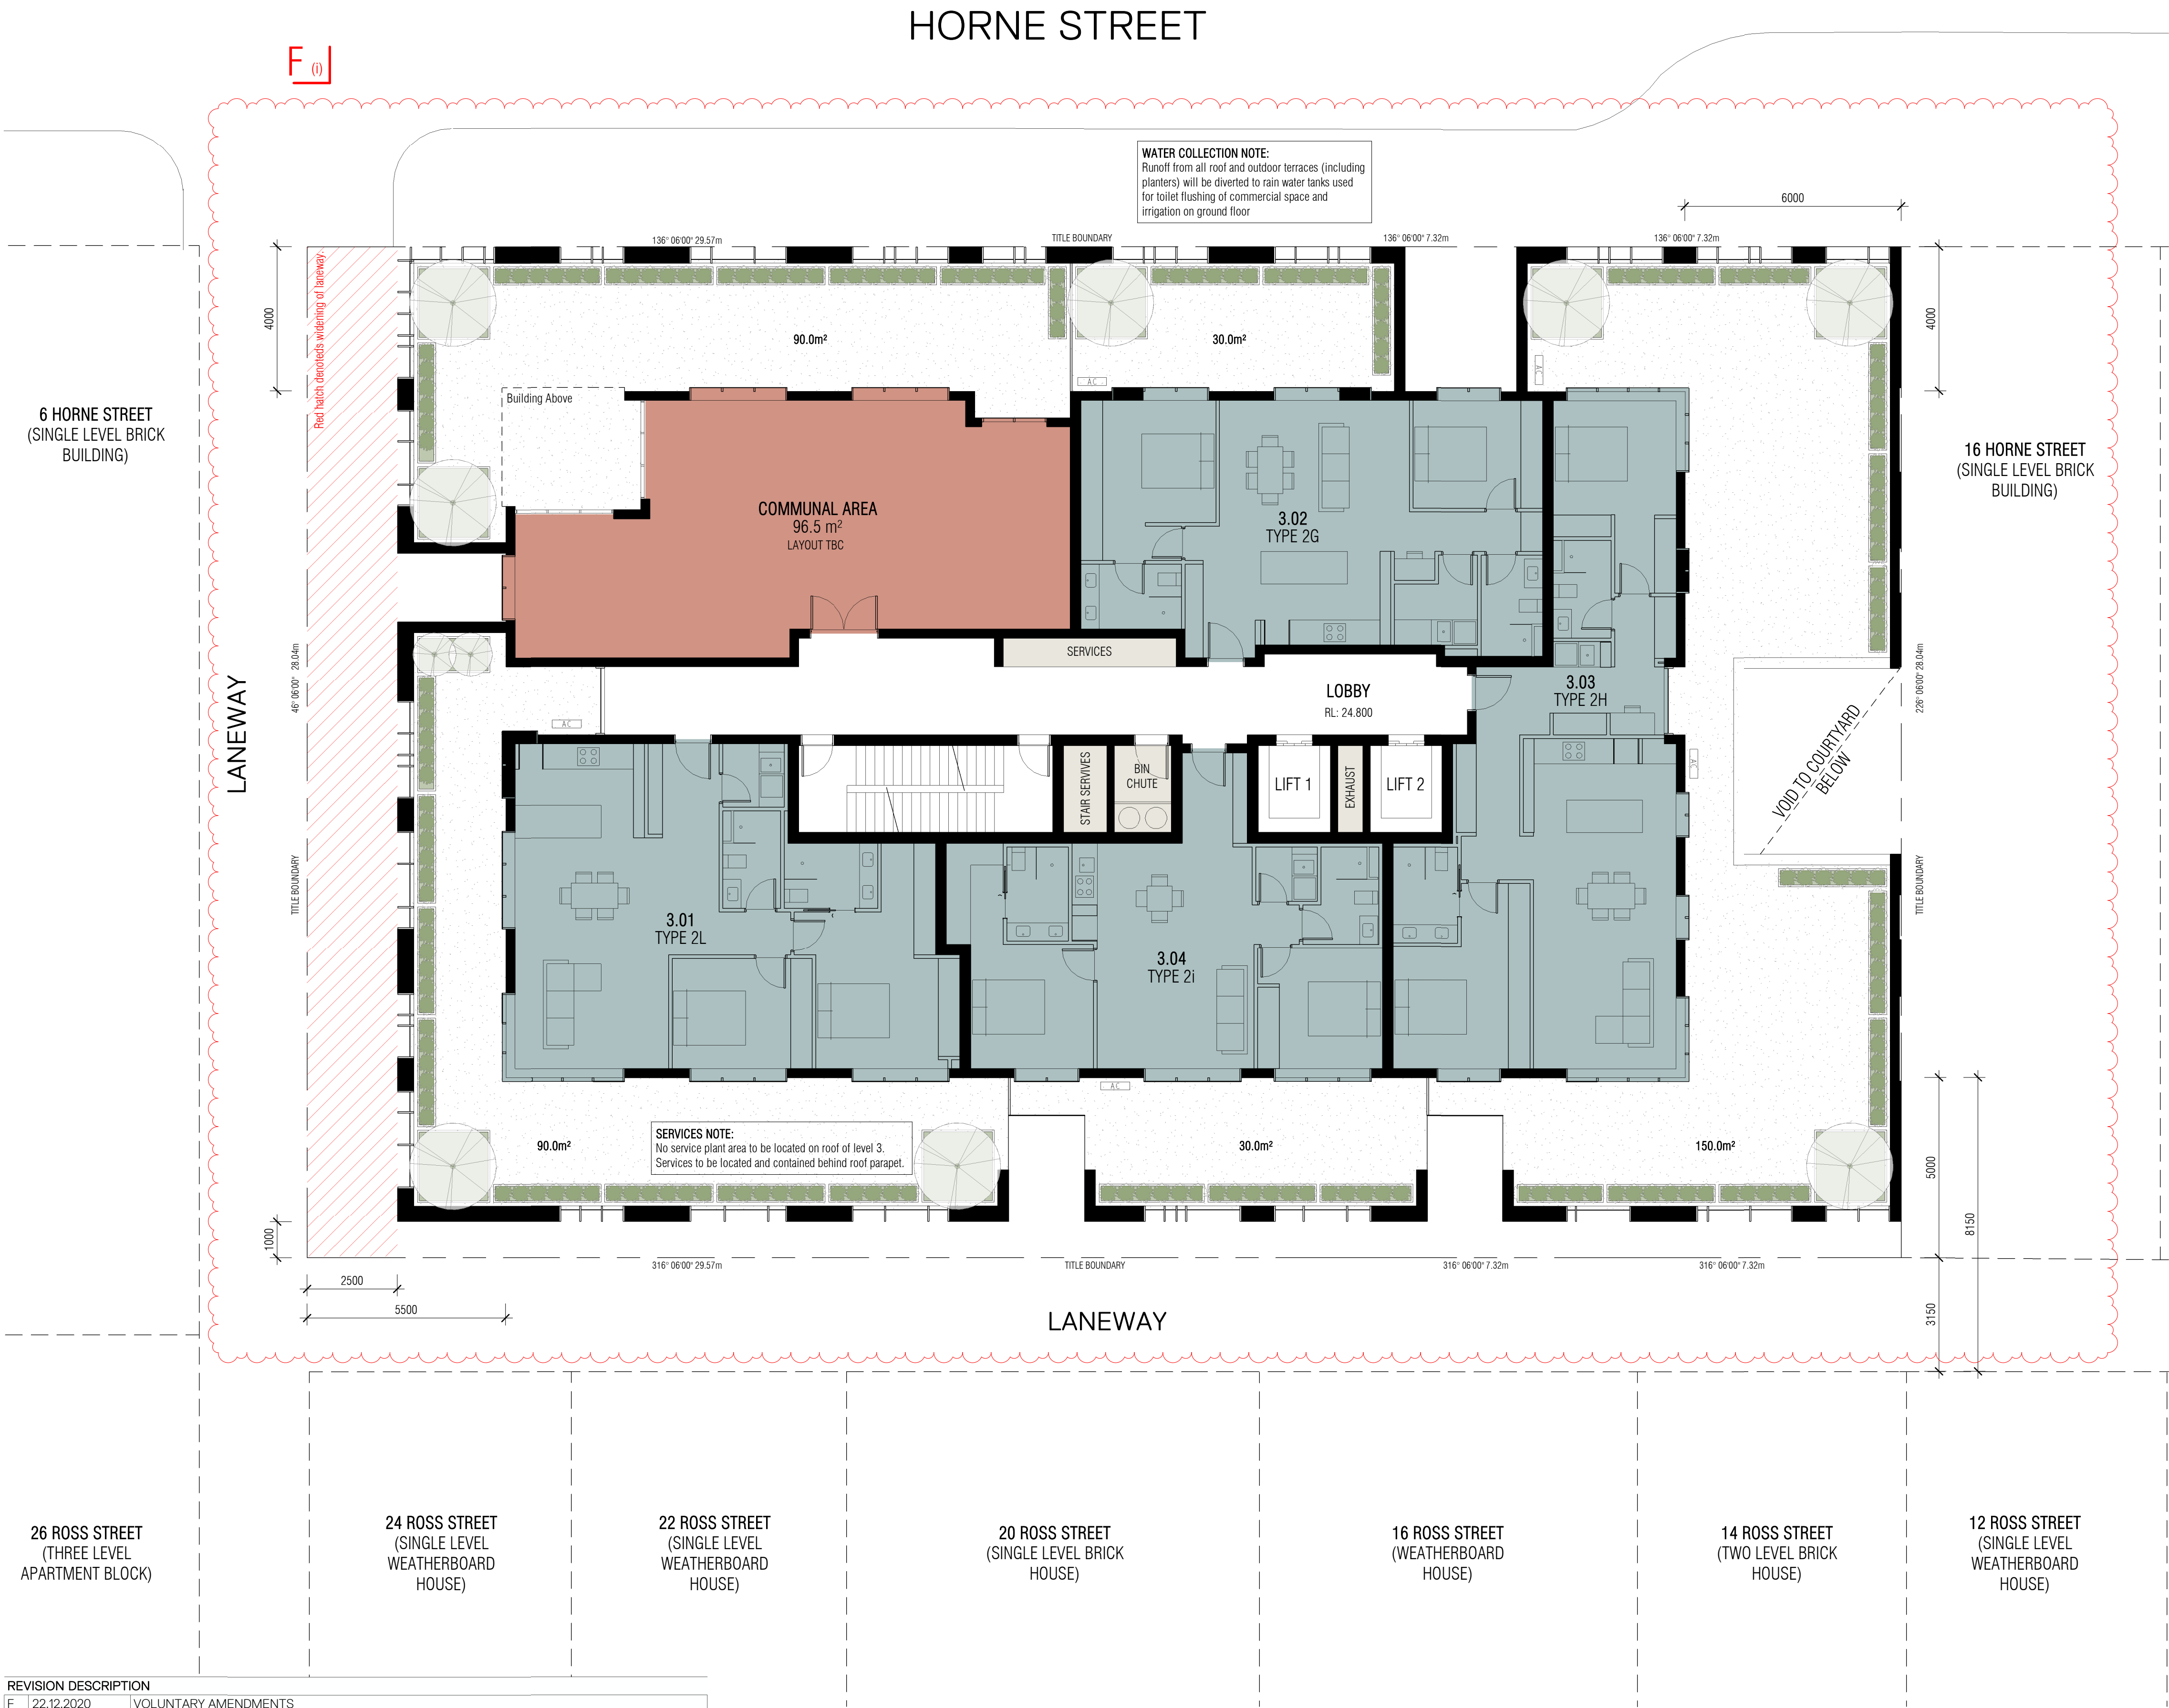 HORNE STREET
F (i)
WATER COLLECTION NOTE:
Runoff from all roof and outdoor terraces (including
planters) will be diverted to rain water tanks used
for toilet flushing of commercial space and
irrigation on ground floor
6000
136° 06'00" 29.57m
TITLE BOUNDARY
136° 06'00" 7.32m
136° 06'00" 7.32m
4000
Red hatch denoteds widening of laneway.
90.0m²
30.0m²
4000
A.C
A.C
Building Above
6 HORNE STREET
(SINGLE LEVEL BRICK
BUILDING)
16 HORNE STREET
(SINGLE LEVEL BRICK
BUILDING)
COMMUNAL AREA
96.5 m²
LAYOUT TBC
3.02
TYPE 2G
SERVICES
LOBBY
RL: 24.800
3.03
TYPE 2H
LANEWAY
46° 06'00" 28.04m
TITLE BOUNDARY
226° 06'00" 28.04m
TITLE BOUNDARY
VOID TO COURTYARD
BELOW
A.C
A.C
STAIR SERVIVES
BIN
CHUTE
LIFT 1
EXHAUST
LIFT 2
3.01
TYPE 2L
3.04
TYPE 2i
A.C
90.0m²
SERVICES NOTE:
No service plant area to be located on roof of level 3.
Services to be located and contained behind roof parapet.
30.0m²
150.0m²
1000
5000
8150
3150
316° 06'00" 29.57m
TITLE BOUNDARY
316° 06'00" 7.32m
316° 06'00" 7.32m
2500
5500
LANEWAY
26 ROSS STREET
(THREE LEVEL
APARTMENT BLOCK)
24 ROSS STREET
(SINGLE LEVEL
WEATHERBOARD
HOUSE)
22 ROSS STREET
(SINGLE LEVEL
WEATHERBOARD
HOUSE)
20 ROSS STREET
(SINGLE LEVEL BRICK
HOUSE)
16 ROSS STREET
(WEATHERBOARD
HOUSE)
14 ROSS STREET
(TWO LEVEL BRICK
HOUSE)
12 ROSS STREET
(SINGLE LEVEL
WEATHERBOARD
HOUSE)
REVISION DESCRIPTION
F 22.12.2020 VOLUNTARY AMENDMENTS